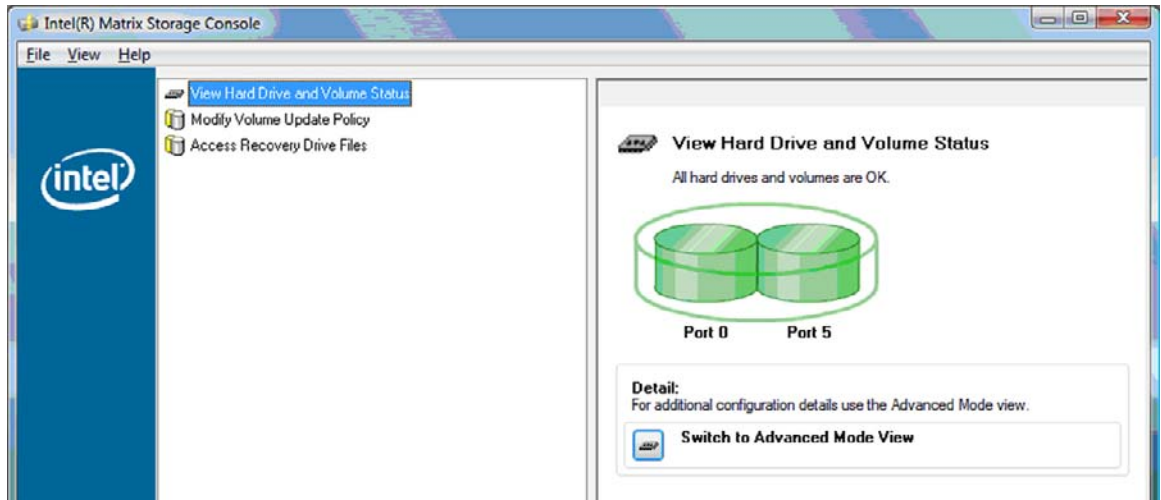 Intel(R) Matrix Storage Console
File View Help
View Hard Drive and Volume Status
Modify Volume Update Policy
Access Recovery Drive Files
intel
View Hard Drive and Volume Status
All hard drives and volumes are OK.
Port 0 Port 5
Detail:
For additional configuration details use the Advanced Mode view.
Switch to Advanced Mode View